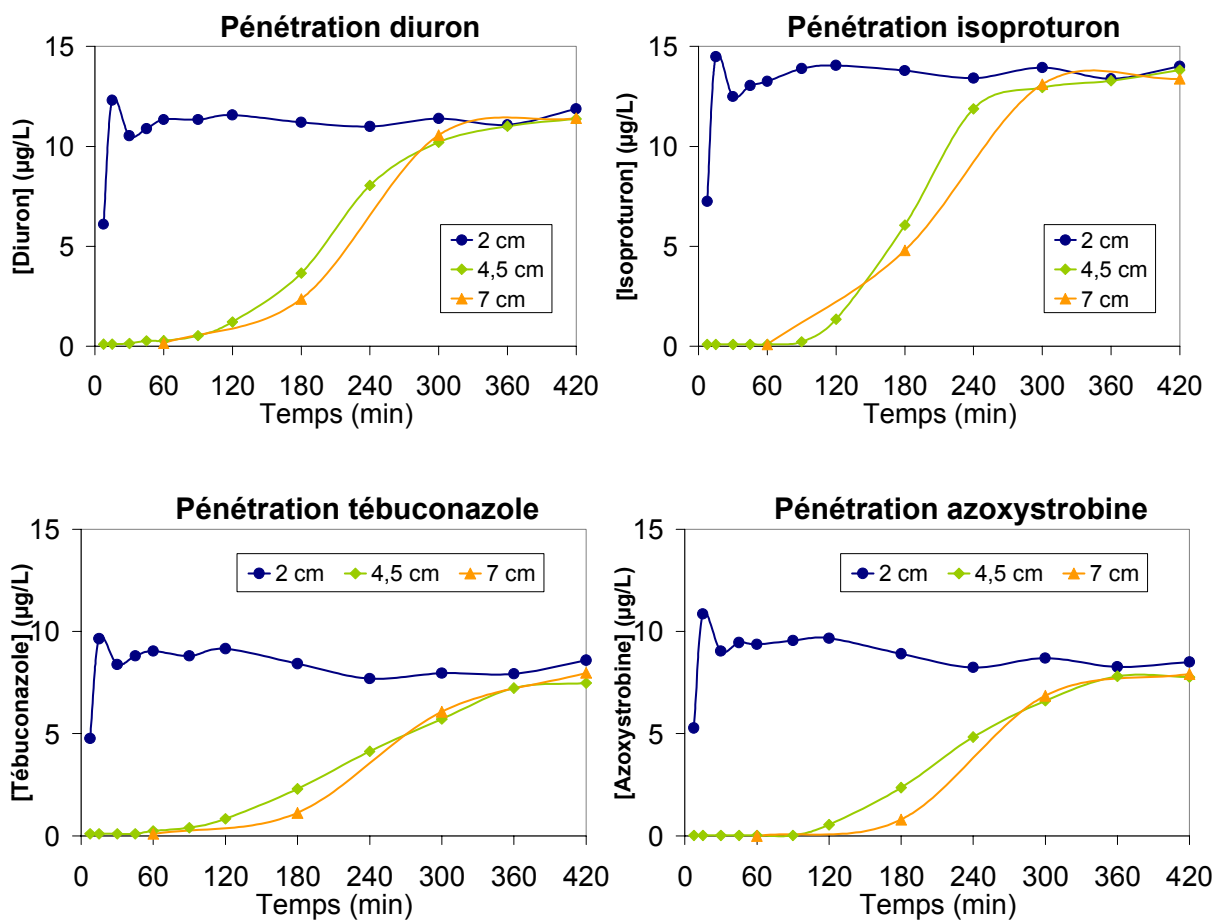 Pénétration diuron
15
10
5
0
[Diuron] (µg/L)
2 cm
4,5 cm
7 cm
0 60 120 180 240 300 360 420
Temps (min)
Pénétration isoproturon
15
10
5
0
[Isoproturon] (µg/L)
2 cm
4,5 cm
7 cm
0 60 120 180 240 300 360 420
Temps (min)
Pénétration tébuconazole
15
10
5
0
[Tébuconazole] (µg/L)
2 cm 4,5 cm 7 cm
0 60 120 180 240 300 360 420
Temps (min)
Pénétration azoxystrobine
15
10
5
0
[Azoxystrobine] (µg/L)
2 cm 4,5 cm 7 cm
0 60 120 180 240 300 360 420
Temps (min)